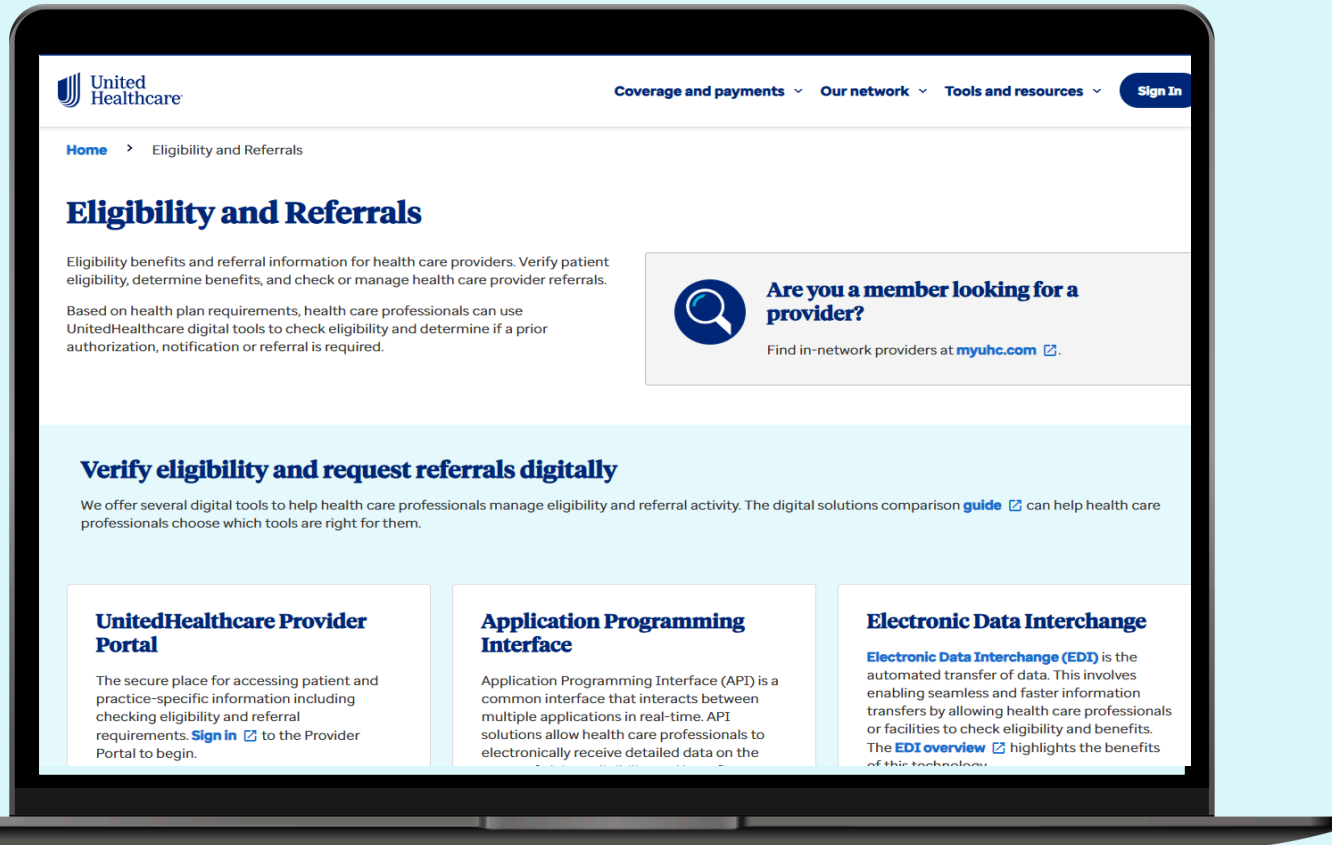 United
Healthcare
Coverage and payments
Our network
Tools and resources
Sign In
Home > Eligibility and Referrals
Eligibility and Referrals
Eligibility benefits and referral information for health care providers. Verify patient
eligibility, determine benefits, and check or manage health care provider referrals.
Based on health plan requirements, health care professionals can use
UnitedHealthcare digital tools to check eligibility and determine if a prior
authorization, notification or referral is required.
Are you a member looking for a
provider?
Find in-network providers at myuhc.com.
Verify eligibility and request referrals digitally
We offer several digital tools to help health care professionals manage eligibility and referral activity. The digital solutions comparison guide can help health care
professionals choose which tools are right for them.
UnitedHealthcare Provider
Portal
The secure place for accessing patient and
practice-specific information including
checking eligibility and referral
requirements. Sign in to the Provider
Portal to begin.
Application Programming
Interface
Application Programming Interface (API) is a
common interface that interacts between
multiple applications in real-time. API
solutions allow health care professionals to
electronically receive detailed data on the
Electronic Data Interchange
Electronic Data Interchange (EDI) is the
automated transfer of data. This involves
enabling seamless and faster information
transfers by allowing health care professionals
or facilities to check eligibility and benefits.
The EDI overview highlights the benefits
of this technology